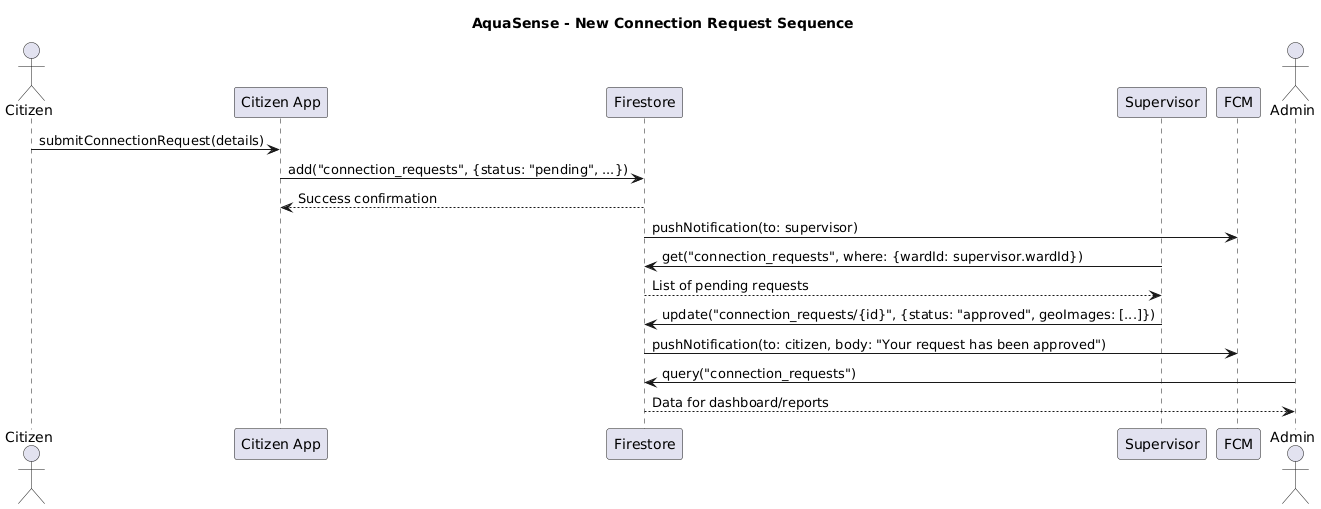 AquaSense - New Connection Request Sequence
Citizen
Citizen App
Firestore
Supervisor
FCM
Admin
submitConnectionRequest(details)
add("connection_requests", {status: "pending", ...})
Success confirmation
pushNotification(to: supervisor)
get("connection_requests", where: {wardId: supervisor.wardId})
List of pending requests
update("connection_requests/{id}", {status: "approved", geoImages: [...]})
pushNotification(to: citizen, body: "Your request has been approved")
query("connection_requests")
Data for dashboard/reports
Citizen
Citizen App
Firestore
Supervisor
FCM
Admin